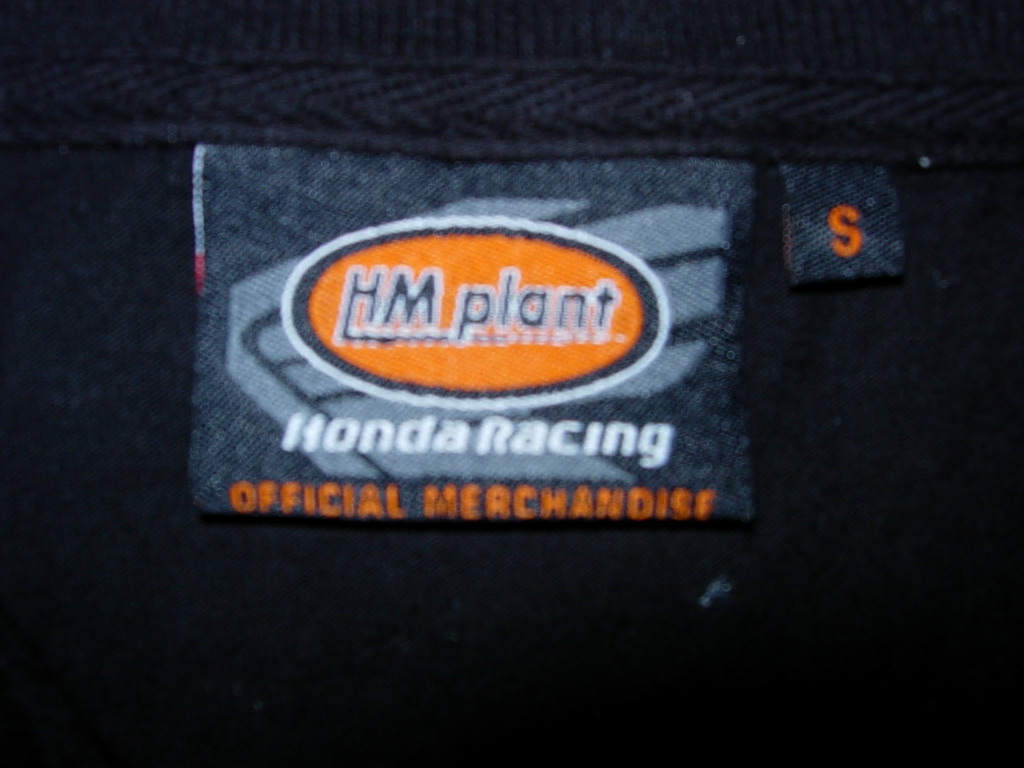 HM plant
Honda Racing
OFFICIAL MERCHANDISE
S